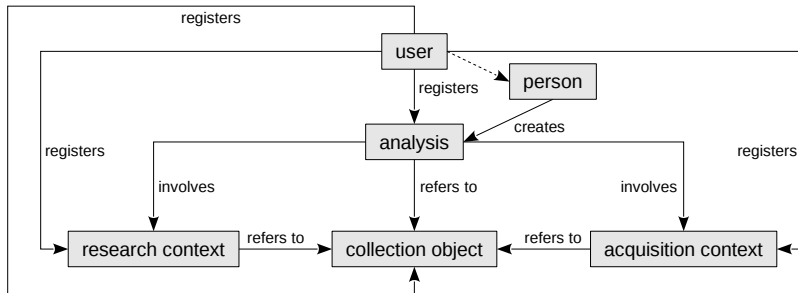 registers
user
person
registers
creates
analysis
registers
registers
involves
refers to
involves
research context
refers to
collection object
refers to
acquisition context